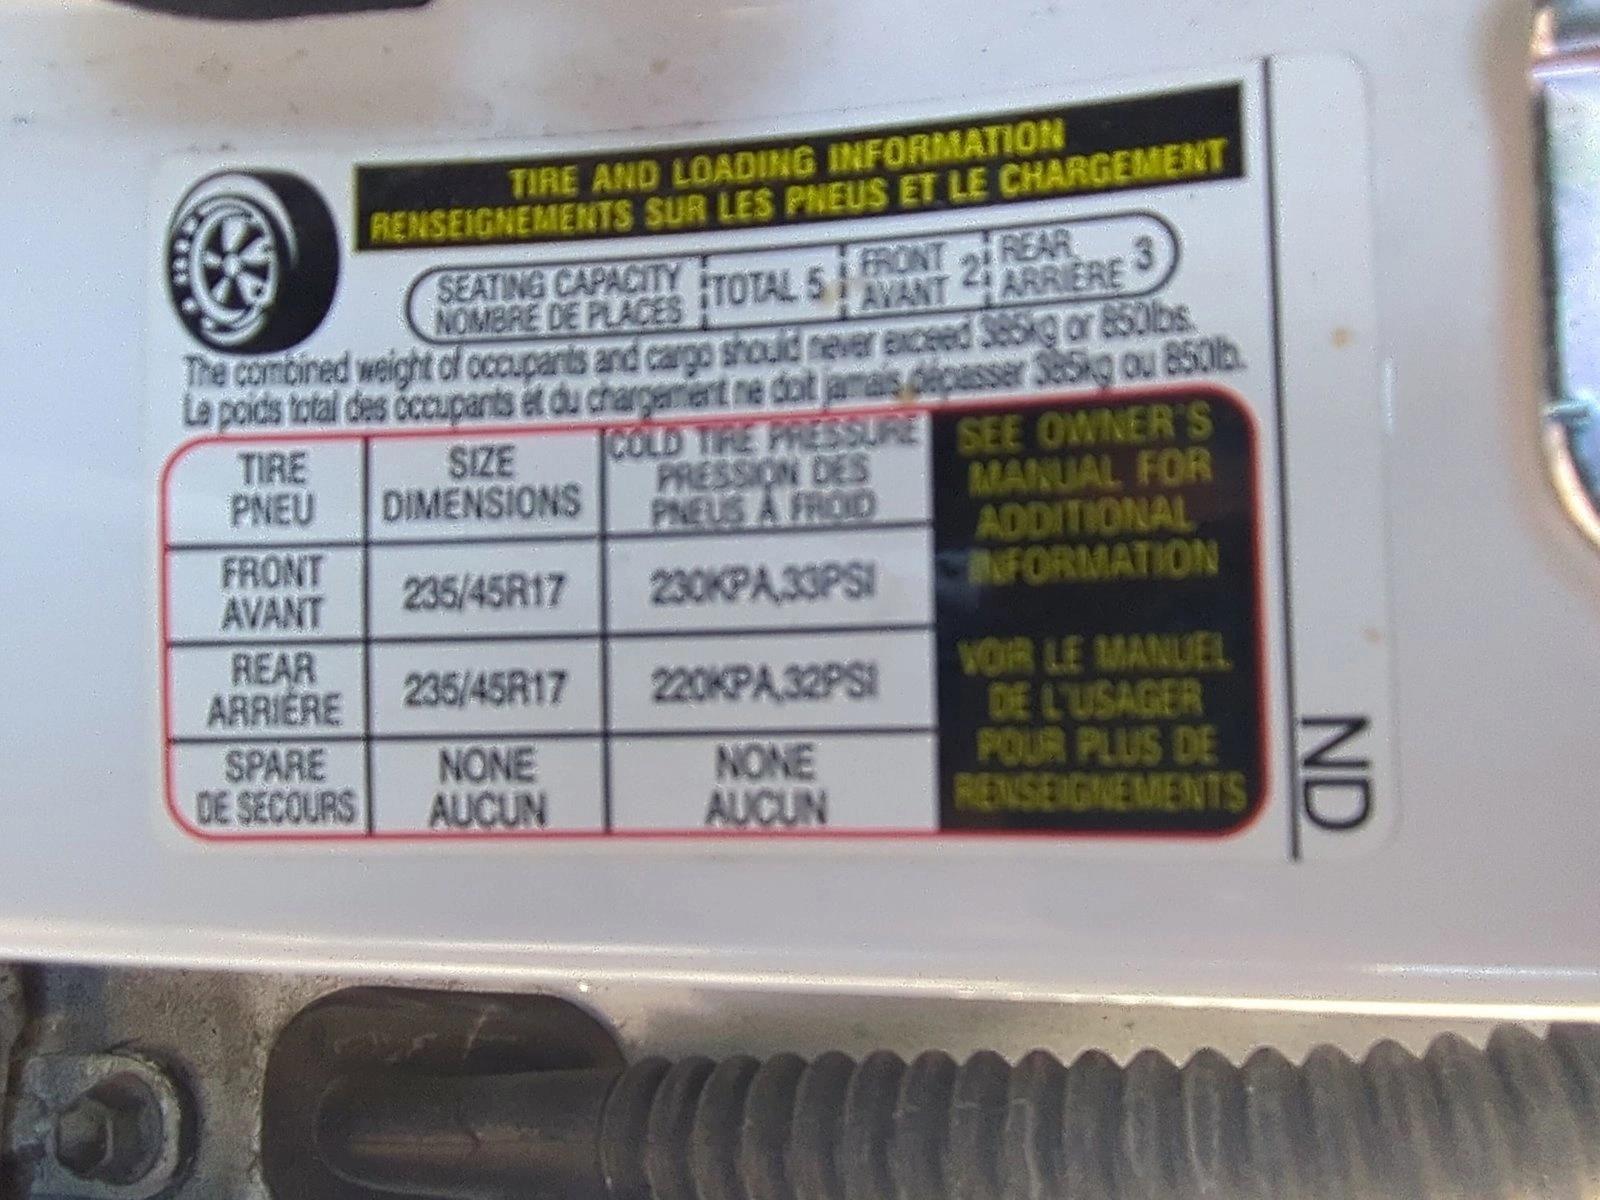 TIRE AND LOADING INFORMATION
RENSEIGNEMENTS SUR LES PNEUS ET LE CHARGEMENT
SEATING CAPACITY TOTAL 5 FRONT 2 REAR 3
NOMBRE DE PLACES AVANT ARRIÈRE
The combined weight of occupants and cargo should never exceed 385kg or 850lbs.
Le poids total des occupants et du chargement ne doit jamais dépasser 385kg ou 850lb.
TIRE SIZE COLD TIRE PRESSURE
PNEU DIMENSIONS PRESSION DES
PNEUS À FROID
FRONT 235/45R17 230KPA,33PSI
AVANT
REAR 235/45R17 220KPA,32PSI
ARRIÈRE
SPARE NONE NONE
DE SECOURS AUCUN AUCUN
SEE OWNER'S
MANUAL FOR
ADDITIONAL
INFORMATION
VOIR LE MANUEL
DE L'USAGER
POUR PLUS DE
RENSEIGNEMENTS
ND